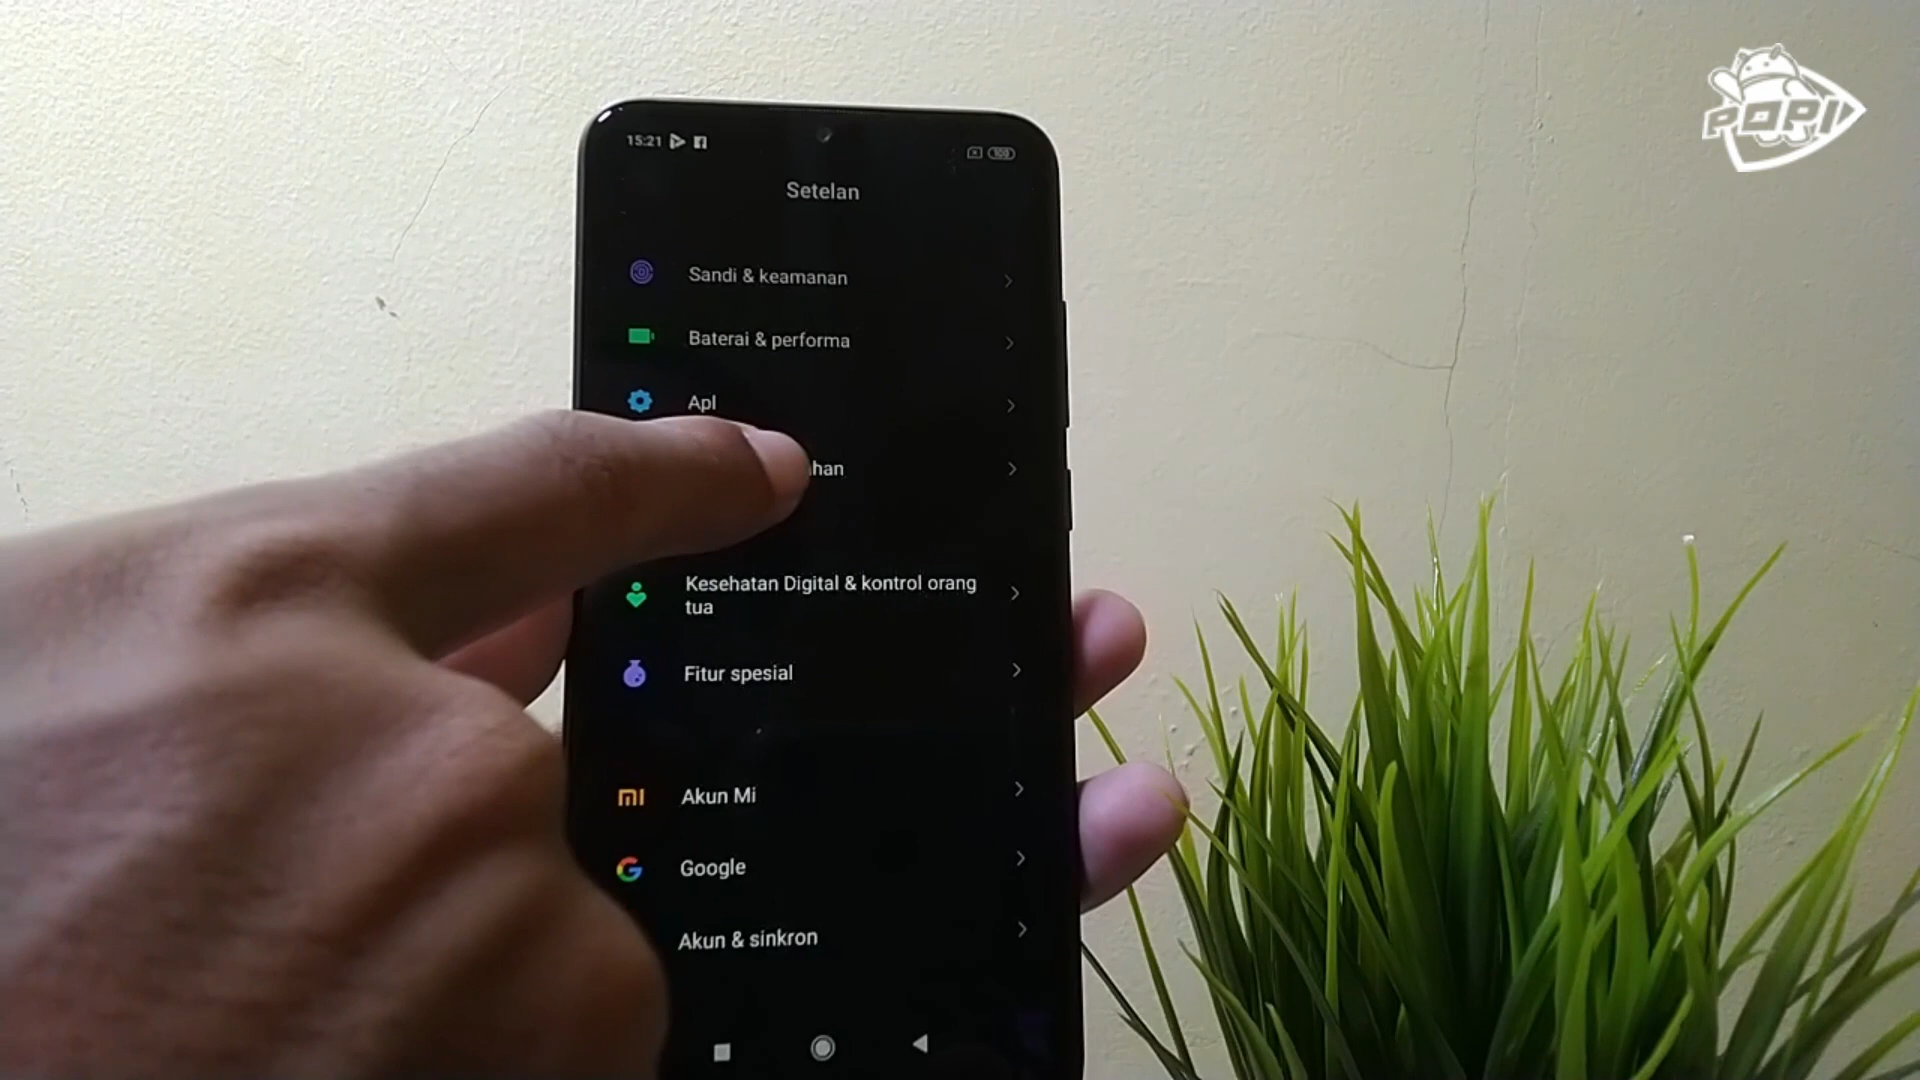 POPI
15:21
100
Setelan
Sandi & keamanan
Baterai & performa
Apl
han
Kesehatan Digital & kontrol orang
tua
Fitur spesial
Akun Mi
Google
Akun & sinkron